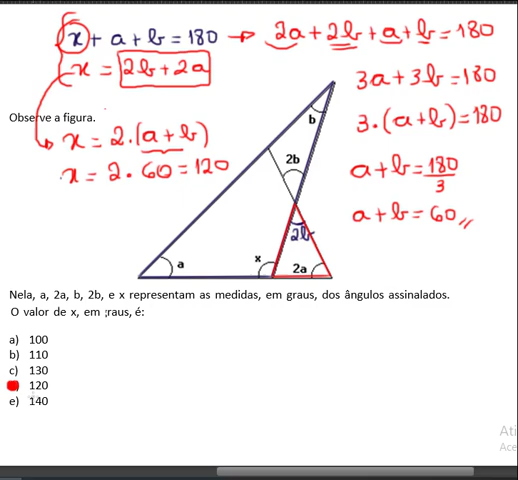 x + a + b = 180 → 2a + 2b + a + b = 180
x = 2b + 2a
3a + 3b = 180
Observe a figura.
x = 2.(a + b)
3.(a + b) = 180
x = 2.60 = 120
a + b = 180/3
a + b = 60,,
b
2b
2b
a
x
2a
Nela, a, 2a, b, 2b, e x representam as medidas, em graus, dos ângulos assinalados.
O valor de x, em ;raus, é:
a) 100
b) 110
c) 130
120
e) 140
Ati
Ace